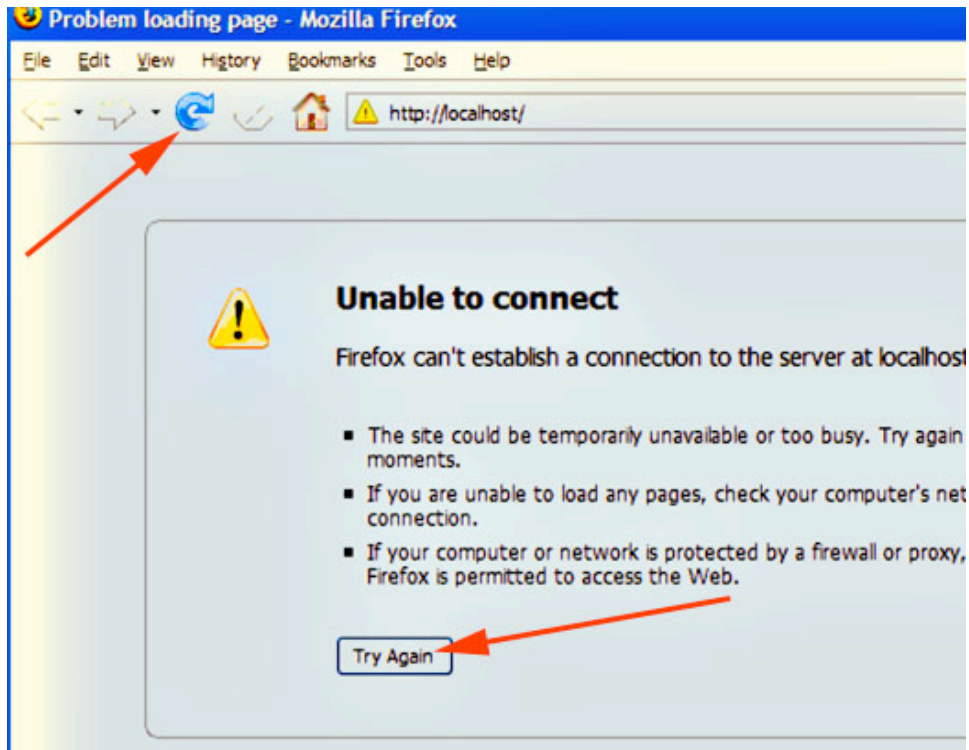 Problem loading page - Mozilla Firefox
File Edit View History Bookmarks Tools Help
http://localhost/
Unable to connect
Firefox can't establish a connection to the server at localhost
The site could be temporarily unavailable or too busy. Try again
moments.
If you are unable to load any pages, check your computer's net
connection.
If your computer or network is protected by a firewall or proxy,
Firefox is permitted to access the Web.
Try Again